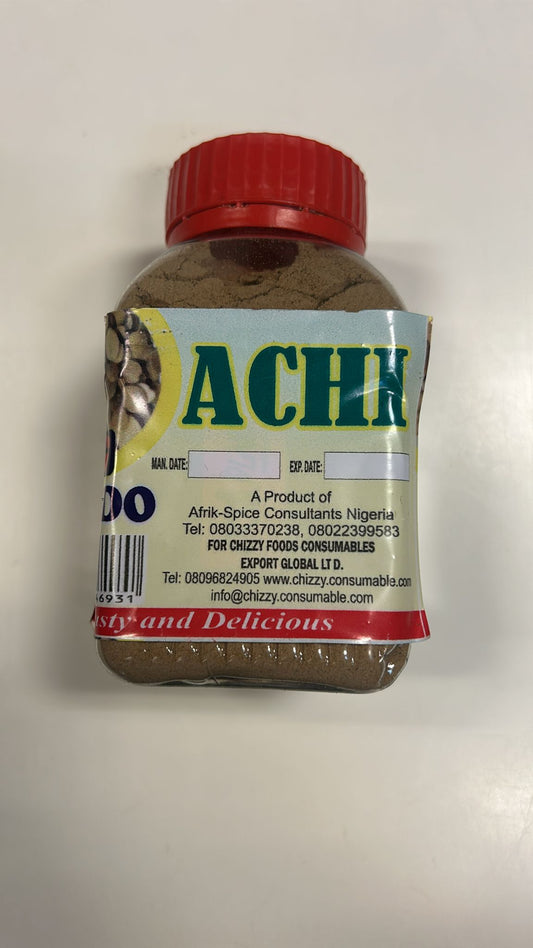 ACHI
MAN. DATE: EXP. DATE:
A Product of
Afrik-Spice Consultants Nigeria
Tel: 08033370238, 08022399583
FOR CHIZZY FOODS CONSUMABLES
EXPORT GLOBAL LT D.
Tel: 08096824905 www.chizzy.consumable.com
info@chizzy.consumable.com
6931
and Delicious